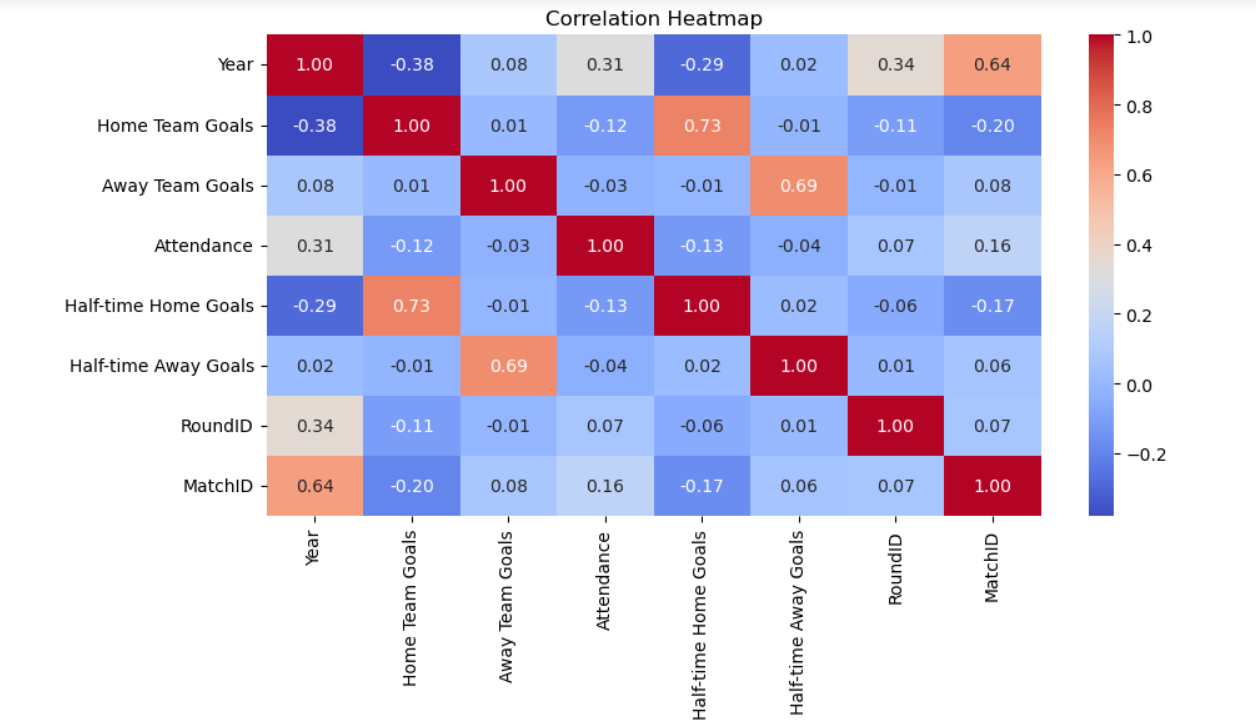 Correlation Heatmap
Year 1.00 -0.38 0.08 0.31 -0.29 0.02 0.34 0.64
Home Team Goals -0.38 1.00 0.01 -0.12 0.73 -0.01 -0.11 -0.20
Away Team Goals 0.08 0.01 1.00 -0.03 -0.01 0.69 -0.01 0.08
Attendance 0.31 -0.12 -0.03 1.00 -0.13 -0.04 0.07 0.16
Half-time Home Goals -0.29 0.73 -0.01 -0.13 1.00 0.02 -0.06 -0.17
Half-time Away Goals 0.02 -0.01 0.69 -0.04 0.02 1.00 0.01 0.06
RoundID 0.34 -0.11 -0.01 0.07 -0.06 0.01 1.00 0.07
MatchID 0.64 -0.20 0.08 0.16 -0.17 0.06 0.07 1.00
Year
Home Team Goals
Away Team Goals
Attendance
Half-time Home Goals
Half-time Away Goals
RoundID
MatchID
1.0
0.8
0.6
0.4
0.2
0.0
−0.2